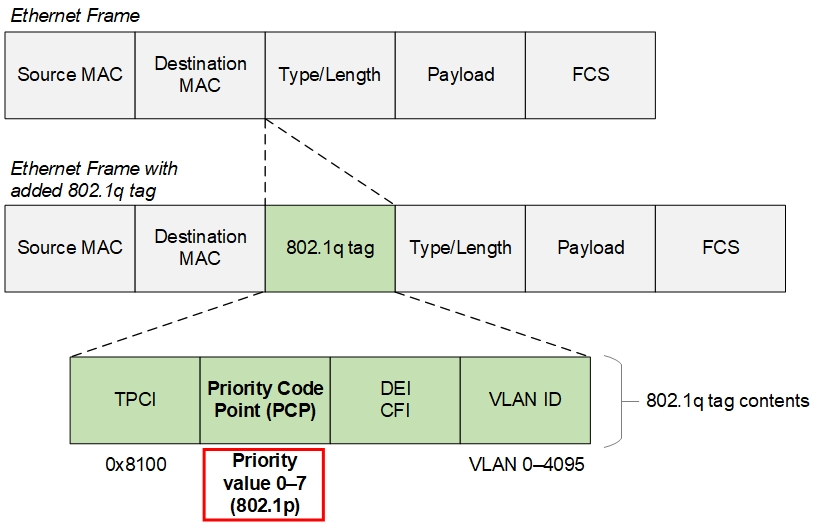 Ethernet Frame
Source MAC
Destination
MAC
Type/Length
Payload
FCS
Ethernet Frame with
added 802.1q tag
Source MAC
Destination
MAC
802.1q tag
Type/Length
Payload
FCS
TPCI
Priority Code
Point (PCP)
DEI
CFI
VLAN ID
802.1q tag contents
0x8100
Priority
value 0–7
(802.1p)
VLAN 0–4095